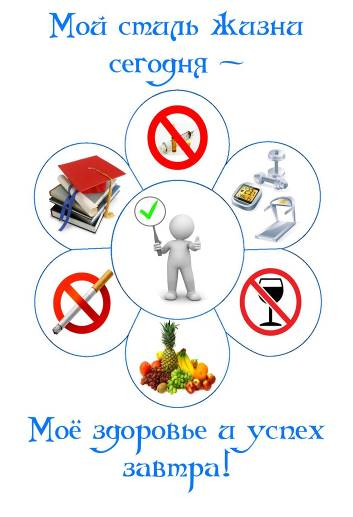 Мой стиль жизни
сегодня –
Моё здоровье и успех
завтра!